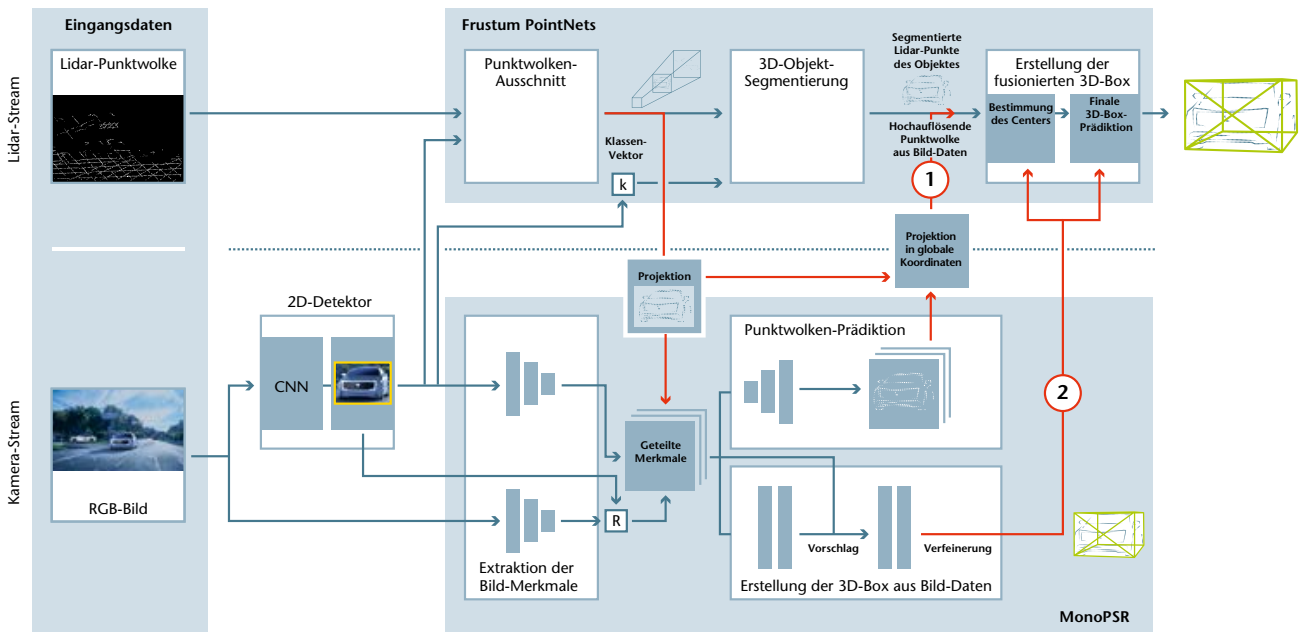 Eingangsdaten
Lidar-Stream
Lidar-Punktwolke
Frustum PointNets
Punktwolken-
Ausschnitt
Klassen-
Vektor
k
3D-Objekt-
Segmentierung
Segmentierte
Lidar-Punkte
des Objektes
Hochauflösende
Punktwolke
aus Bild-Daten
1
Erstellung der
fusionierten 3D-Box
Bestimmung
des Centers
Finale
3D-Box-
Prädiktion
Projektion
in globale
Koordinaten
Projektion
Kamera-Stream
RGB-Bild
2D-Detektor
CNN
Extraktion der
Bild-Merkmale
R
Geteilte
Merkmale
Punktwolken-Prädiktion
2
Vorschlag
Verfeinerung
Erstellung der 3D-Box aus Bild-Daten
MonoPSR